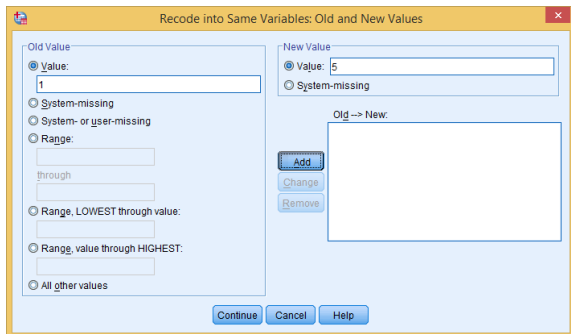 Recode into Same Variables: Old and New Values
Old Value
Value:
1
System-missing
System- or user-missing
Range:
through
Range, LOWEST through value:
Range, value through HIGHEST:
All other values
New Value
Value: 5
System-missing
Old --> New:
Add
Change
Remove
Continue Cancel Help